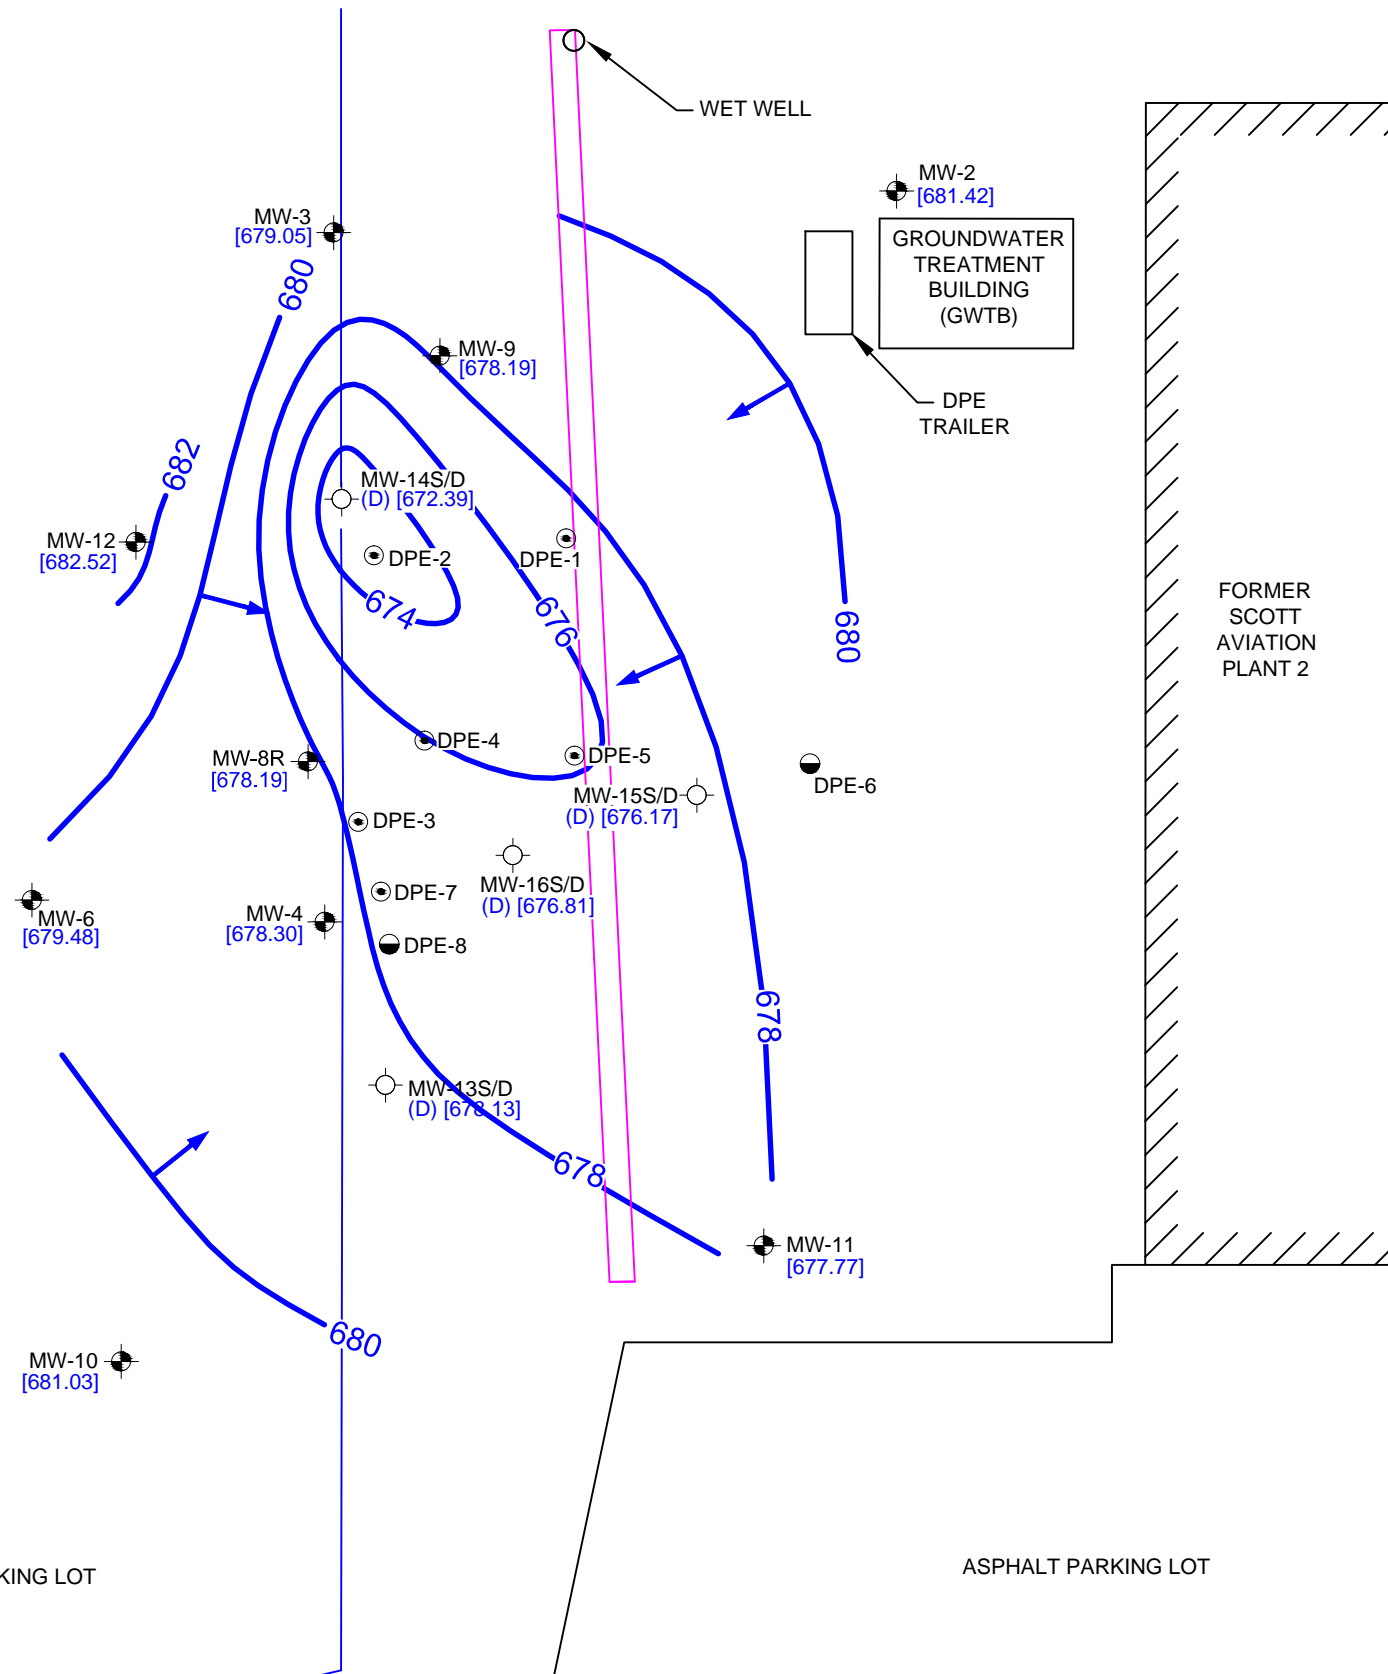 WET WELL
MW-2
[681.42]
MW-3
[679.05]
GROUNDWATER
TREATMENT
BUILDING
(GWTB)
680
MW-9
[678.19]
DPE
TRAILER
682
MW-14S/D
(D) [672.39]
MW-12
[682.52]
DPE-2
DPE-1
674
676
680
FORMER
SCOTT
AVIATION
PLANT 2
DPE-4
DPE-5
MW-8R
[678.19]
DPE-6
MW-15S/D
(D) [676.17]
DPE-3
MW-16S/D
(D) [676.81]
DPE-7
MW-6
[679.48]
MW-4
[678.30]
DPE-8
678
MW-13S/D
(D) [678.13]
678
MW-11
[677.77]
680
MW-10
[681.03]
KING LOT
ASPHALT PARKING LOT